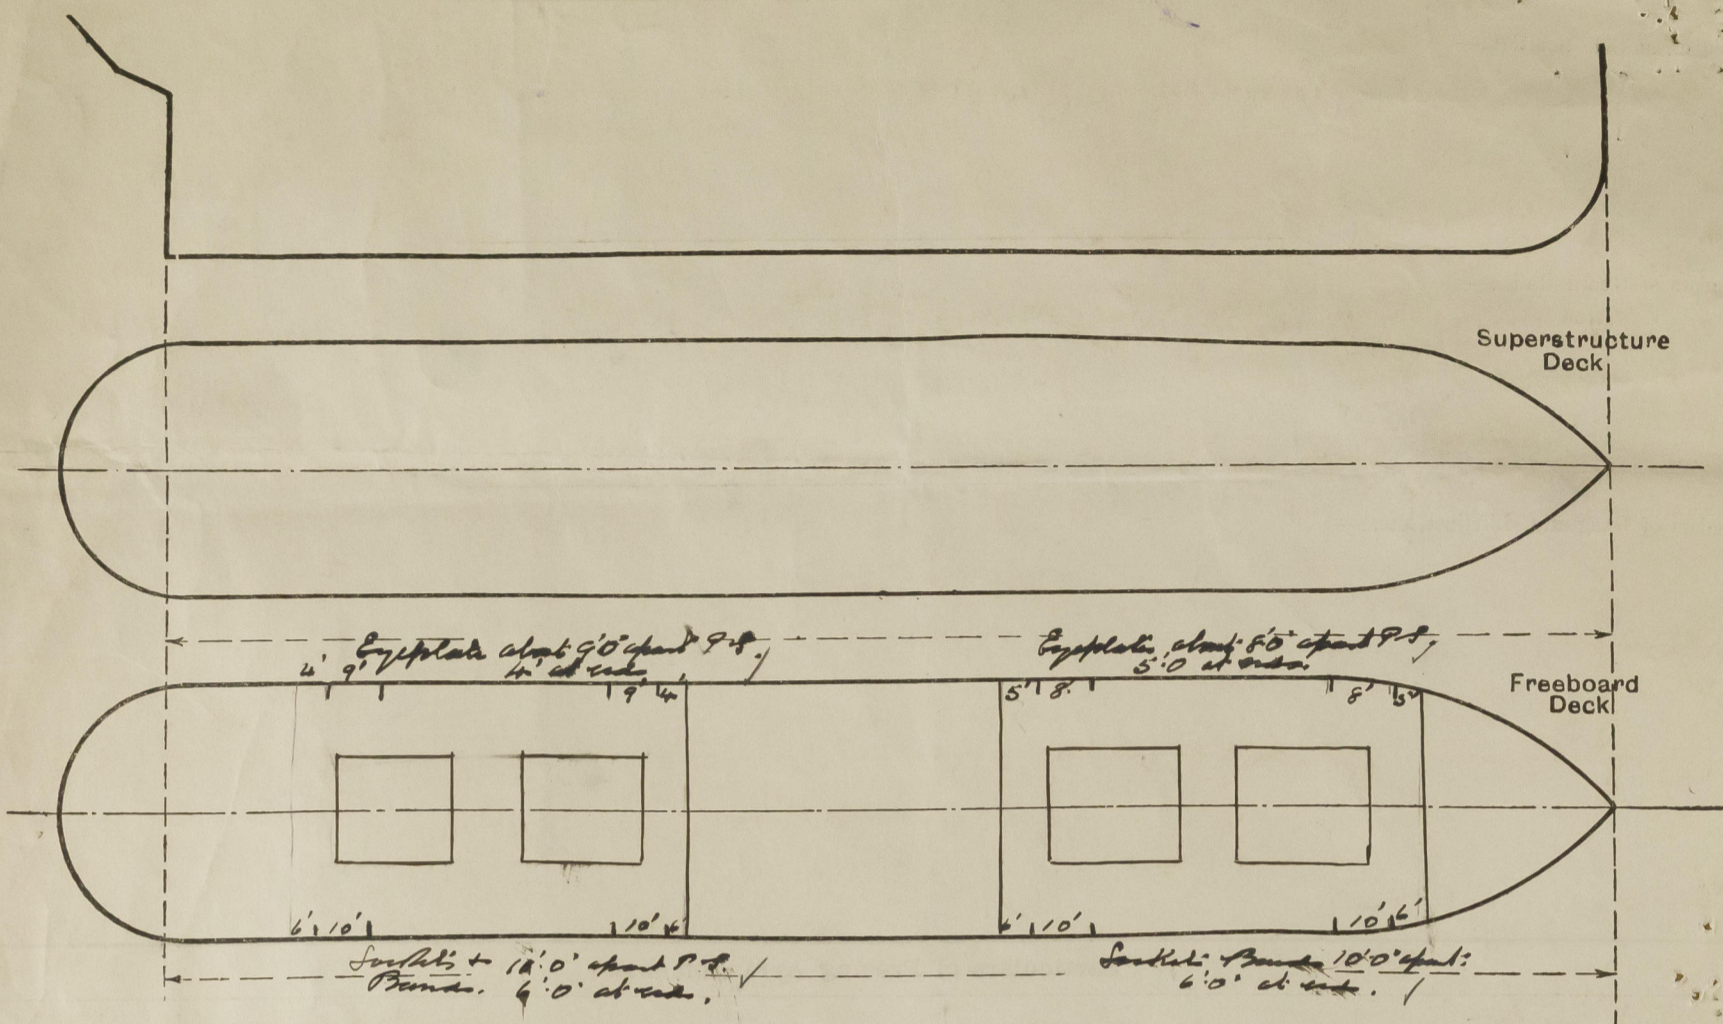 Superstructure
Deck
Eyeplates about 9'0" apart P.S.
4' at ends
Eyeplates about 8'0" apart P.S.
5'.0 at ends.
4' 9' 9' 4'
5' 8' 8' 5'
Freeboard
Deck
6' 10' 10' 6'
6' 10' 10' 6'
Sockets + 10'.0" apart P.S.
Bands. 6'.0" at ends.
Sockets Bands 10'0" apart.
6'.0" at ends.